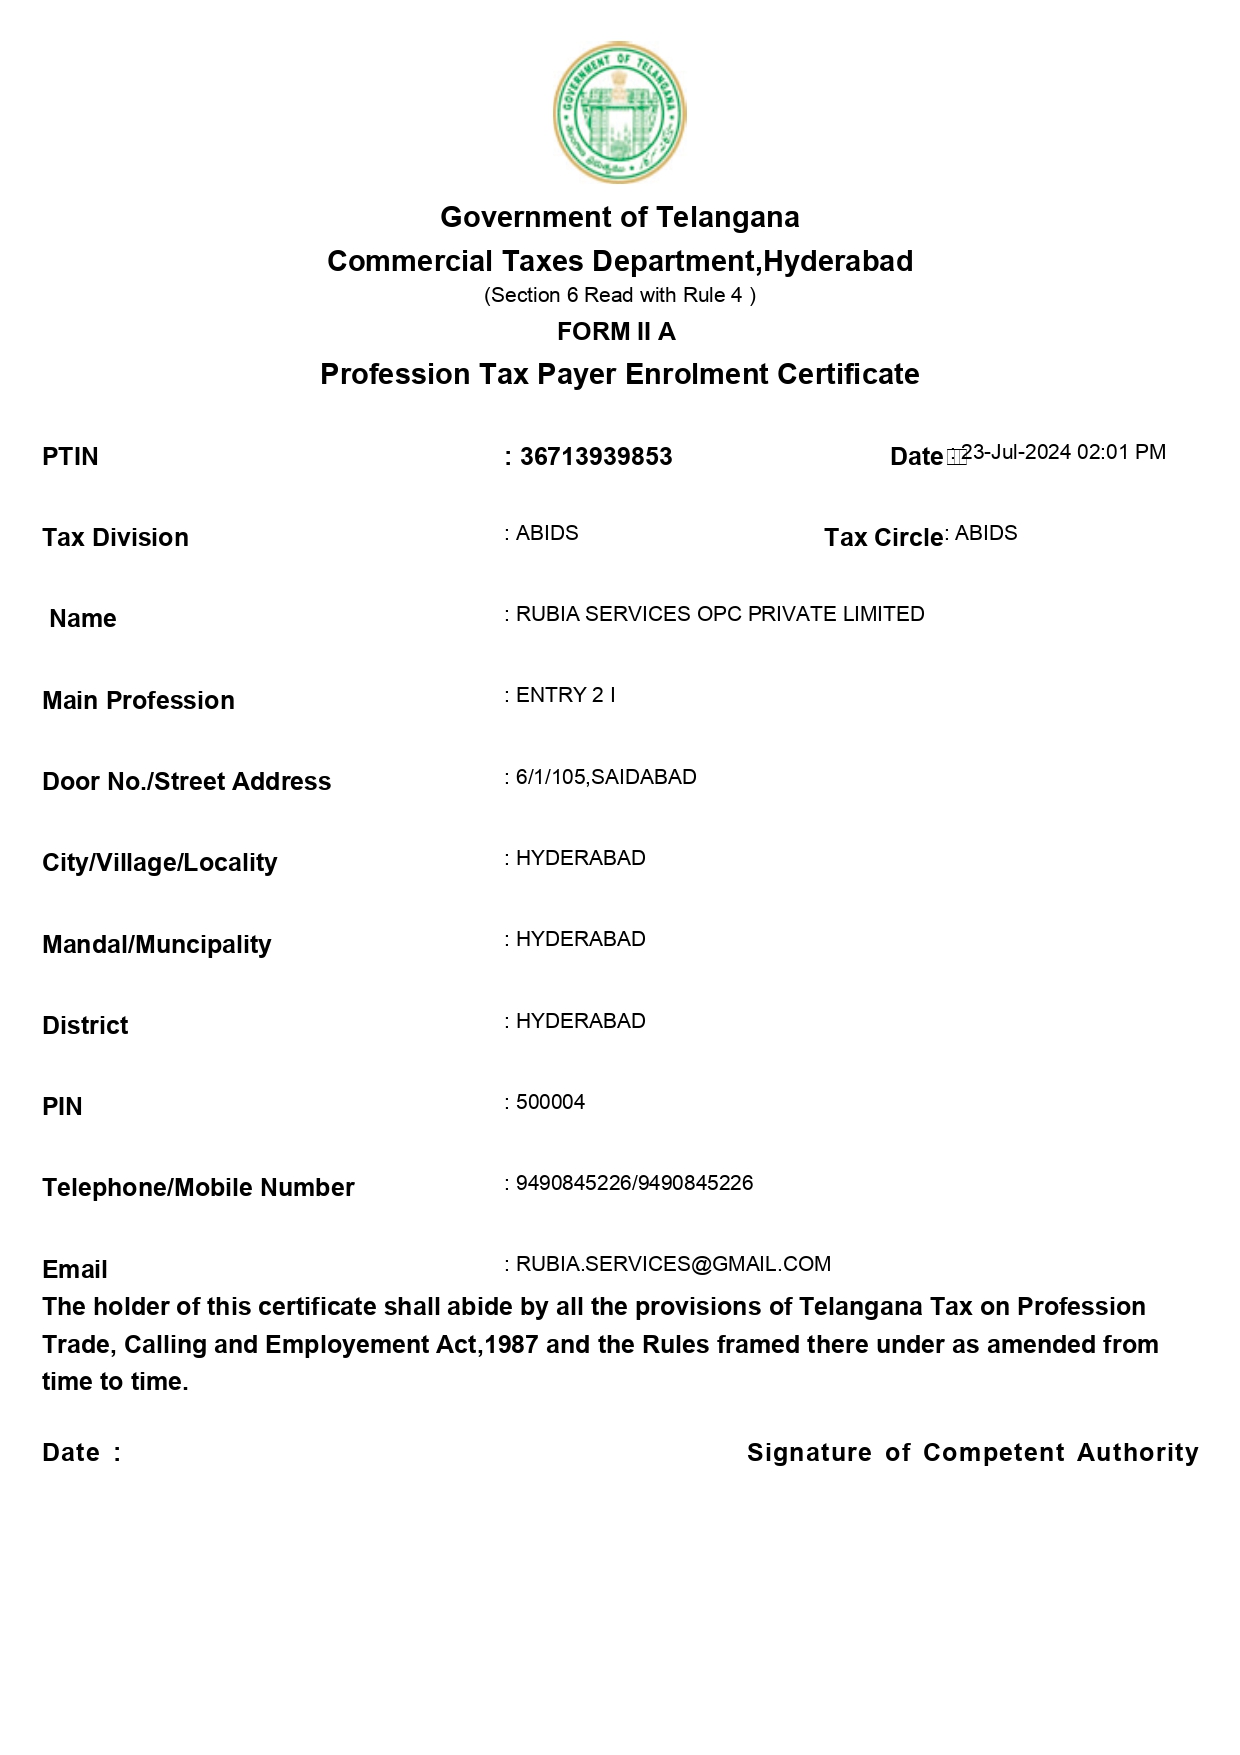 GOVERNMENT OF TELANGANA
Government of Telangana
Commercial Taxes Department,Hyderabad
(Section 6 Read with Rule 4 )
FORM II A
Profession Tax Payer Enrolment Certificate
PTIN : 36713939853 Date : 23-Jul-2024 02:01 PM
Tax Division : ABIDS Tax Circle : ABIDS
Name : RUBIA SERVICES OPC PRIVATE LIMITED
Main Profession : ENTRY 2 I
Door No./Street Address : 6/1/105,SAIDABAD
City/Village/Locality : HYDERABAD
Mandal/Muncipality : HYDERABAD
District : HYDERABAD
PIN : 500004
Telephone/Mobile Number : 9490845226/9490845226
Email : RUBIA.SERVICES@GMAIL.COM
The holder of this certificate shall abide by all the provisions of Telangana Tax on Profession
Trade, Calling and Employement Act,1987 and the Rules framed there under as amended from
time to time.
Date : Signature of Competent Authority